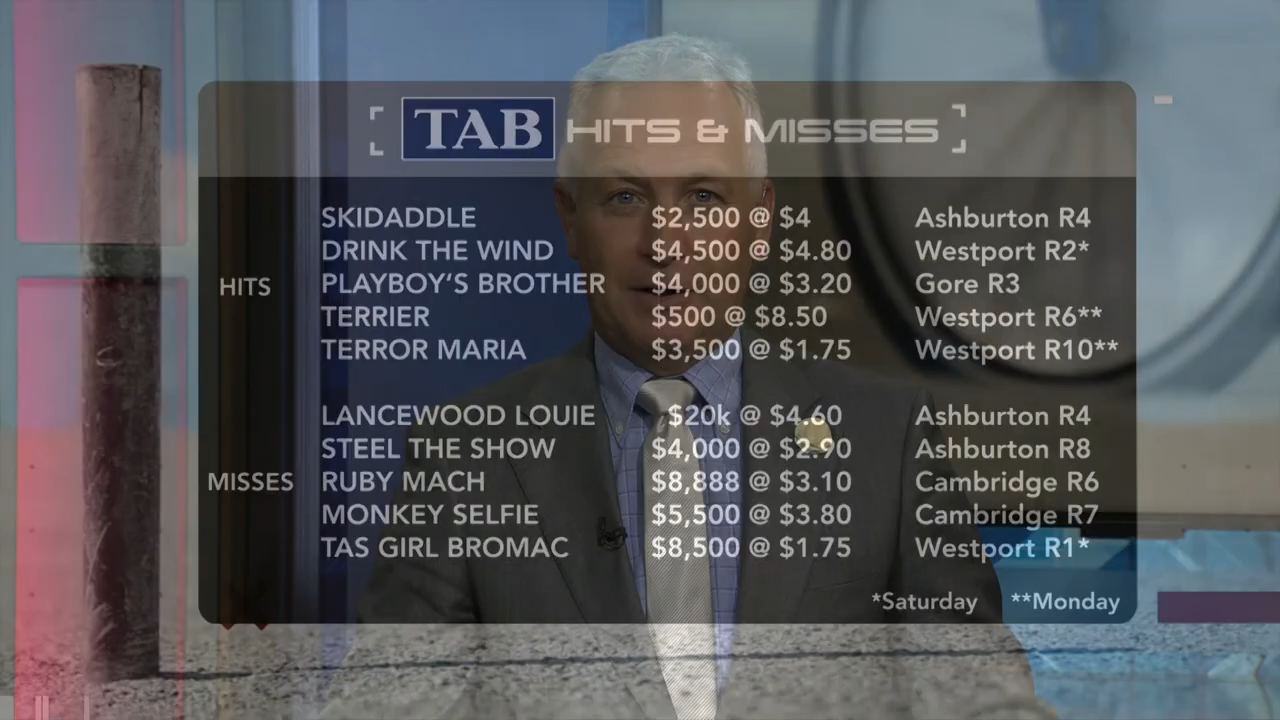 TAB HITS & MISSES
HITS
SKIDADDLE $2,500 @ $4 Ashburton R4
DRINK THE WIND $4,500 @ $4.80 Westport R2*
PLAYBOY'S BROTHER $4,000 @ $3.20 Gore R3
TERRIER $500 @ $8.50 Westport R6**
TERROR MARIA $3,500 @ $1.75 Westport R10**
MISSES
LANCEWOOD LOUIE $20k @ $4.60 Ashburton R4
STEEL THE SHOW $4,000 @ $2.90 Ashburton R8
RUBY MACH $8,888 @ $3.10 Cambridge R6
MONKEY SELFIE $5,500 @ $3.80 Cambridge R7
TAS GIRL BROMAC $8,500 @ $1.75 Westport R1*
*Saturday **Monday